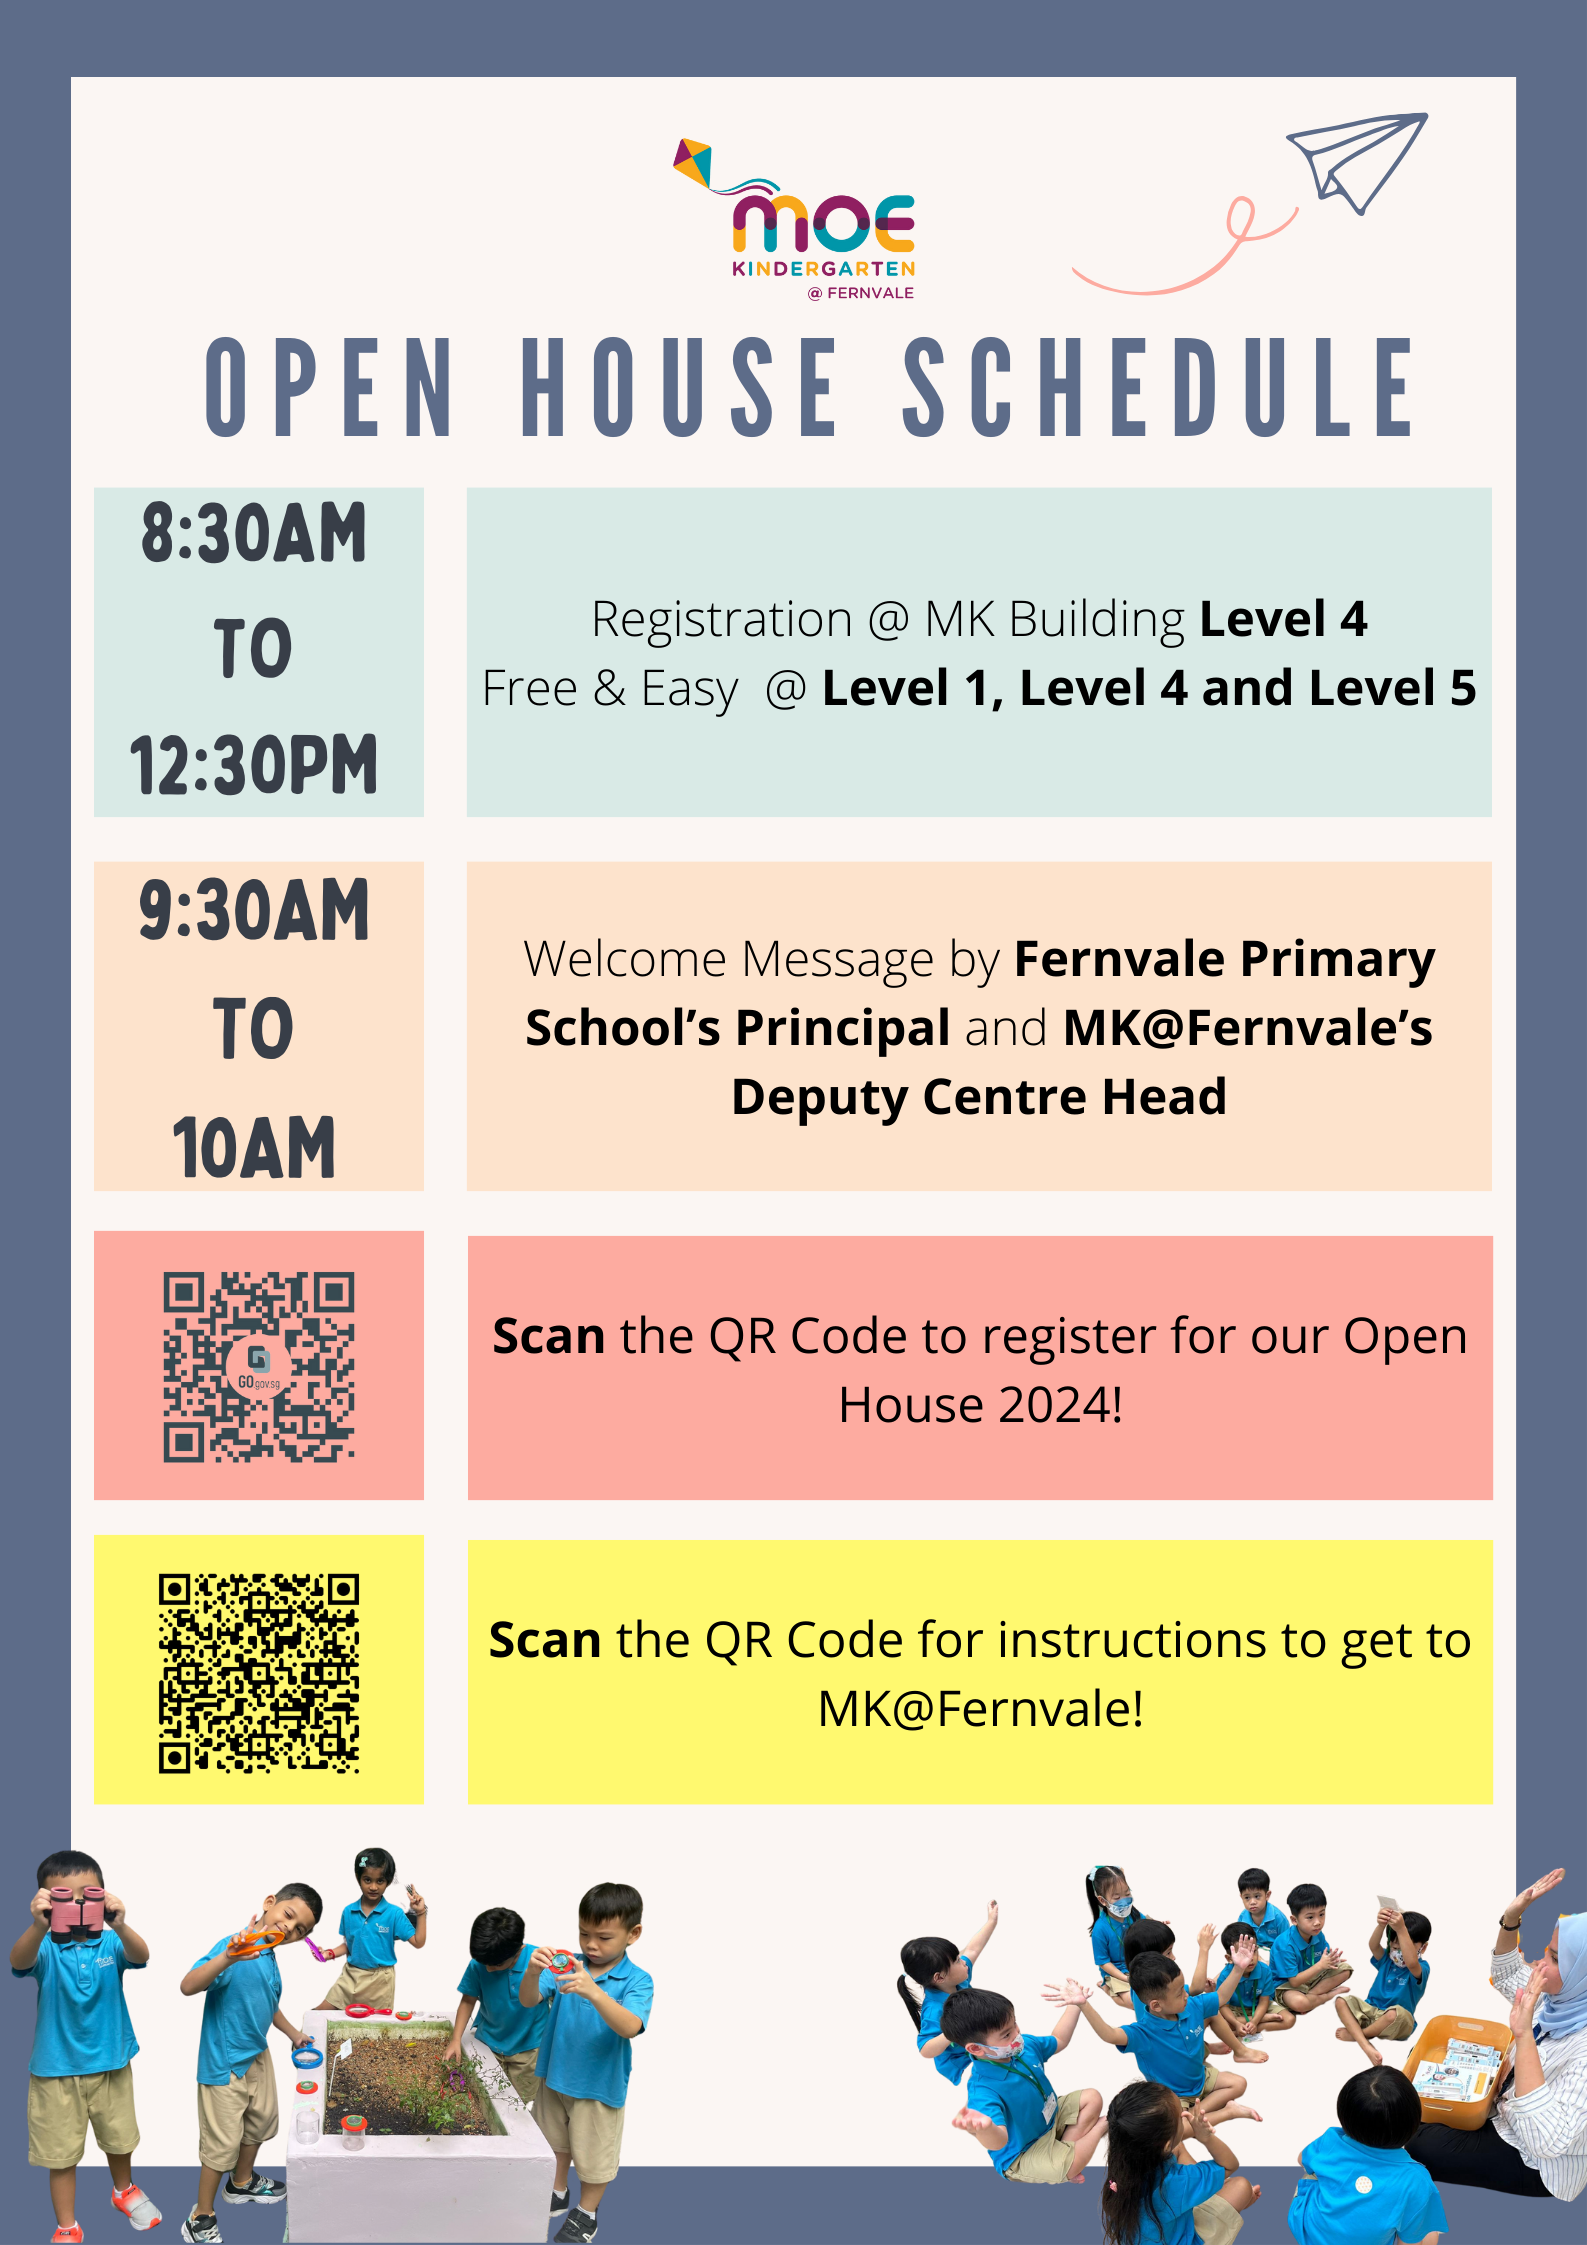 moe
KINDERGARTEN
@ FERNVALE
OPEN HOUSE SCHEDULE
8:30AM
TO
12:30PM
Registration @ MK Building Level 4
Free & Easy @ Level 1, Level 4 and Level 5
9:30AM
TO
10AM
Welcome Message by Fernvale Primary
School's Principal and MK@Fernvale's
Deputy Centre Head
GO.gov.sg
Scan the QR Code to register for our Open
House 2024!
Scan the QR Code for instructions to get to
MK@Fernvale!